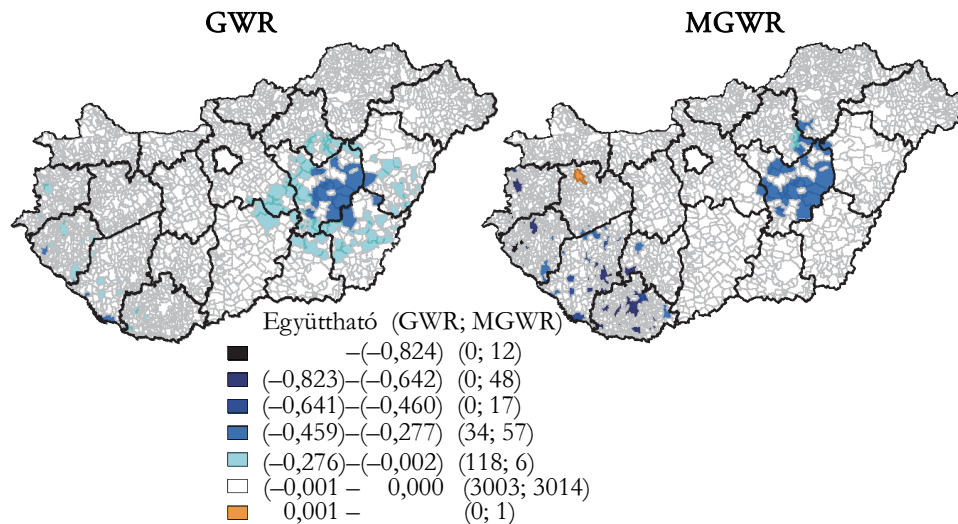 GWR MGWR
Együttható (GWR; MGWR)
–(–0,824) (0; 12)
(–0,823)–(–0,642) (0; 48)
(–0,641)–(–0,460) (0; 17)
(–0,459)–(–0,277) (34; 57)
(–0,276)–(–0,002) (118; 6)
(–0,001 – 0,000 (3003; 3014)
0,001 – (0; 1)